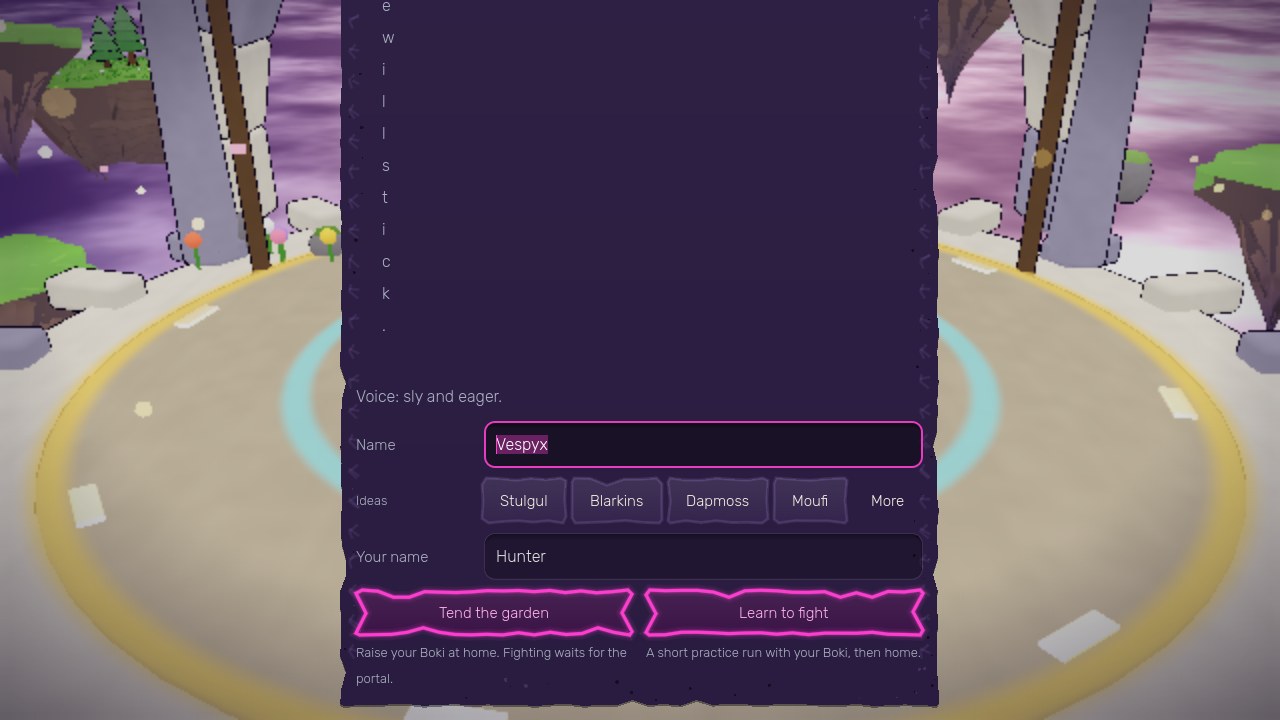 e
w
i
l
l
s
t
i
c
k
.
Voice: sly and eager.
Name
Vespyx
Ideas
Stulgul
Blarkins
Dapmoss
Moufi
More
Your name
Hunter
Tend the garden
Learn to fight
Raise your Boki at home. Fighting waits for the
portal.
A short practice run with your Boki, then home.